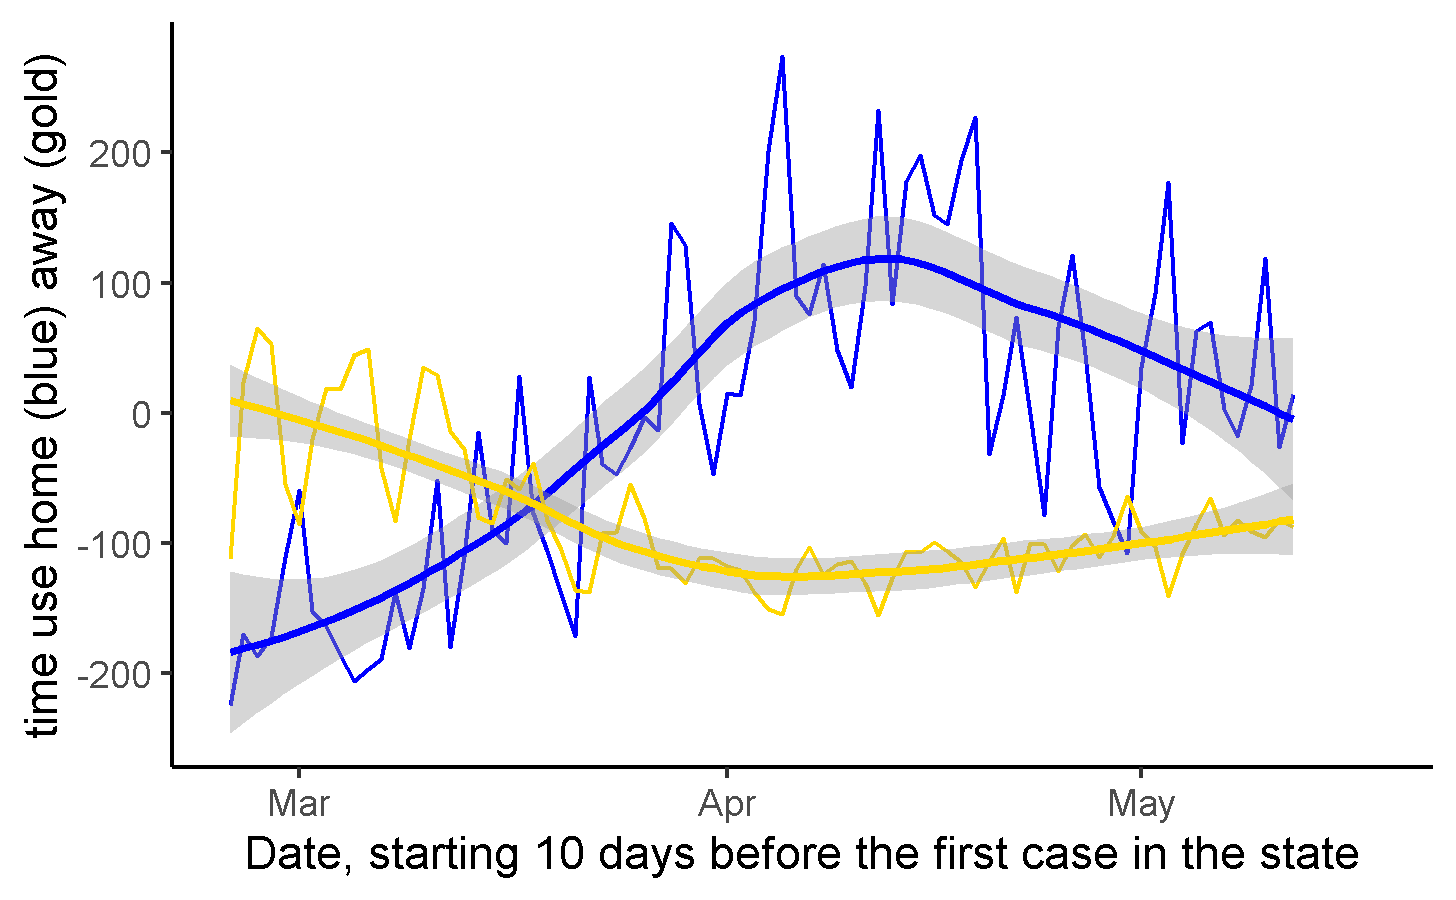 time use home (blue) away (gold)
200
100
0
-100
-200
Mar
Apr
May
Date, starting 10 days before the first case in the state